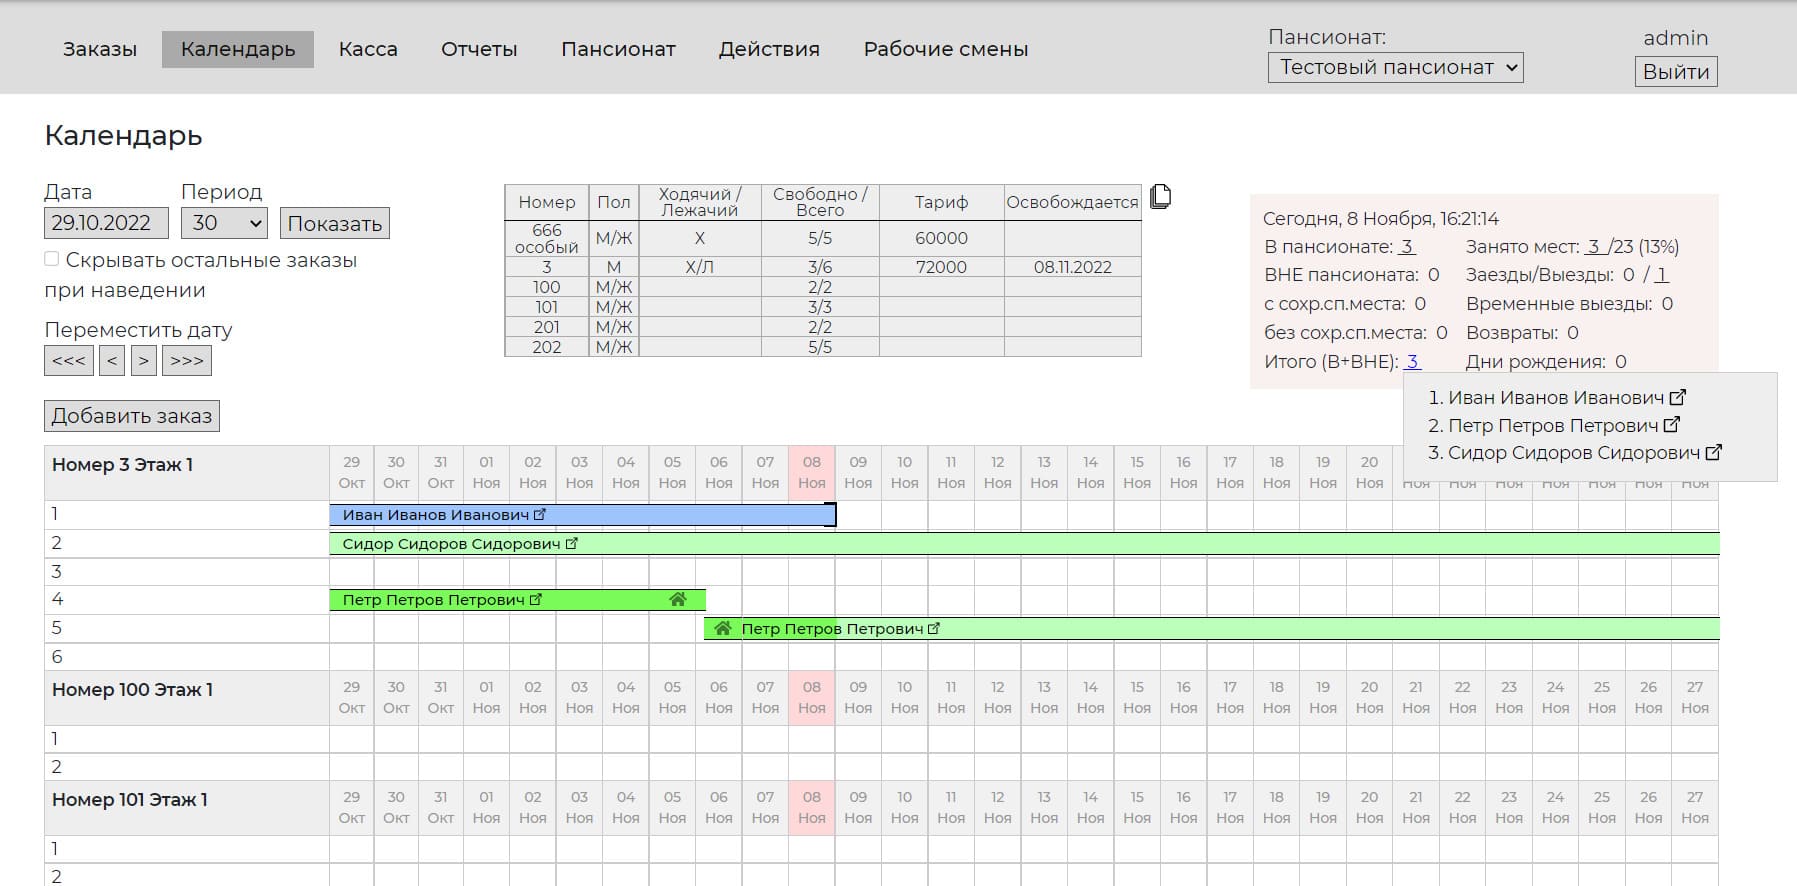 Заказы Календарь Касса Отчеты Пансионат Действия Рабочие смены Пансионат: admin
Тестовый пансионат Выйти
Календарь
Дата Период
29.10.2022 30 Показать
Скрывать остальные заказы
при наведении
Переместить дату
<<< < > >>>
Добавить заказ
Номер Пол Ходячий / Лежачий Свободно / Всего Тариф Освобождается
666 особый М/Ж Х 5/5 60000
3 М Х/Л 3/6 72000 08.11.2022
100 М/Ж 2/2
101 М/Ж 3/3
201 М/Ж 2/2
202 М/Ж 5/5
Сегодня, 8 Ноября, 16:21:14
В пансионате: 3 Занято мест: 3 /23 (13%)
ВНЕ пансионата: 0 Заезды/Выезды: 0 / 1
с сохр.сп.места: 0 Временные выезды: 0
без сохр.сп.места: 0 Возвраты: 0
Итого (В+ВНЕ): 3 Дни рождения: 0
1. Иван Иванов Иванович
2. Петр Петров Петрович
3. Сидор Сидоров Сидорович
Номер 3 Этаж 1
29 30 31 01 02 03 04 05 06 07 08 09 10 11 12 13 14 15 16 17 18 19 20
Окт Окт Окт Ноя Ноя Ноя Ноя Ноя Ноя Ноя Ноя Ноя Ноя Ноя Ноя Ноя Ноя Ноя Ноя Ноя Ноя Ноя Ноя Ноя Ноя Ноя Ноя Ноя Ноя Ноя
1 Иван Иванов Иванович
2 Сидор Сидоров Сидорович
3
4 Петр Петров Петрович
5 Петр Петров Петрович
6
Номер 100 Этаж 1
29 30 31 01 02 03 04 05 06 07 08 09 10 11 12 13 14 15 16 17 18 19 20 21 22 23 24 25 26 27
Окт Окт Окт Ноя Ноя Ноя Ноя Ноя Ноя Ноя Ноя Ноя Ноя Ноя Ноя Ноя Ноя Ноя Ноя Ноя Ноя Ноя Ноя Ноя Ноя Ноя Ноя Ноя Ноя Ноя
1
2
Номер 101 Этаж 1
29 30 31 01 02 03 04 05 06 07 08 09 10 11 12 13 14 15 16 17 18 19 20 21 22 23 24 25 26 27
Окт Окт Окт Ноя Ноя Ноя Ноя Ноя Ноя Ноя Ноя Ноя Ноя Ноя Ноя Ноя Ноя Ноя Ноя Ноя Ноя Ноя Ноя Ноя Ноя Ноя Ноя Ноя Ноя Ноя
1
2